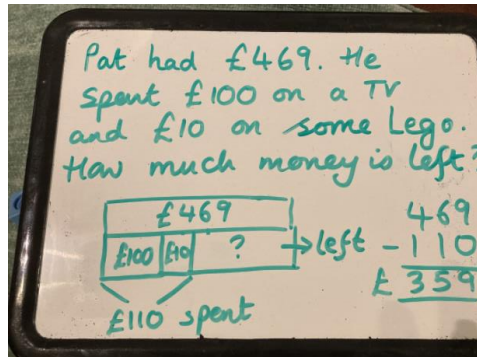 Pat had £469. He
spent £100 on a TV
and £10 on some Lego.
How much money is left?
£469
£100 £10 ? → left
£110 spent
469
- 110
£ 359